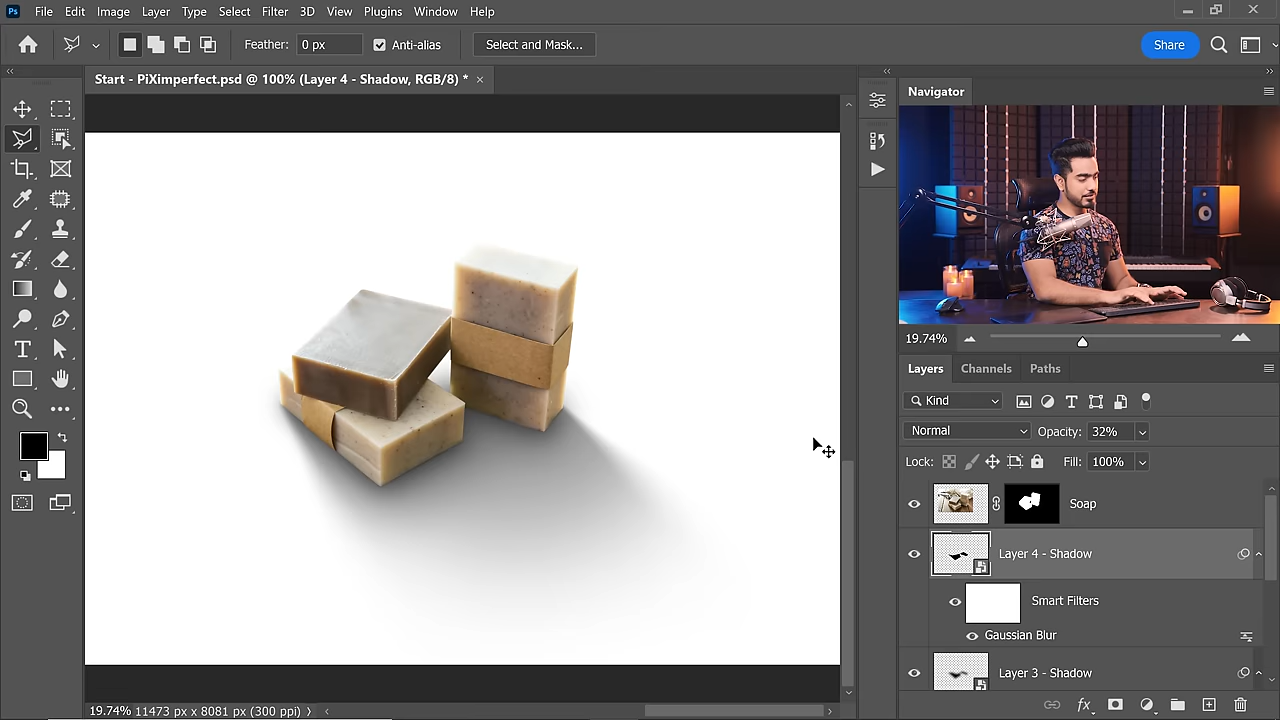 Ps File Edit Image Layer Type Select Filter 3D View Plugins Window Help
Feather: 0 px Anti-alias Select and Mask... Share
Start - PiXimperfect.psd @ 100% (Layer 4 - Shadow, RGB/8) *
Navigator
19.74%
Layers Channels Paths
Kind
Normal Opacity: 32%
Lock: Fill: 100%
Soap
Layer 4 - Shadow
Smart Filters
Gaussian Blur
Layer 3 - Shadow
19.74% 11473 px x 8081 px (300 ppi)
fx